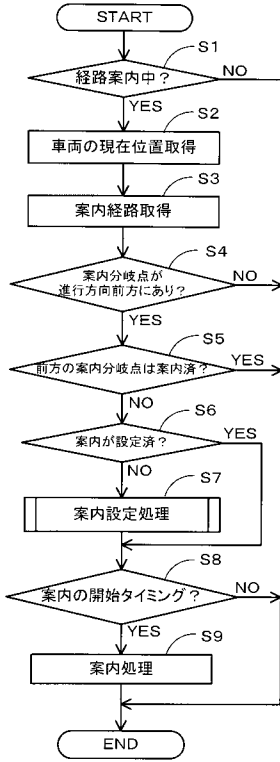 START
S1
経路案内中？
NO
YES
S2
車両の現在位置取得
S3
案内経路取得
S4
案内分岐点が
進行方向前方にあり？
NO
YES
S5
前方の案内分岐点は案内済？
YES
NO
S6
案内が設定済？
YES
NO
S7
案内設定処理
S8
案内の開始タイミング？
NO
YES
S9
案内処理
END